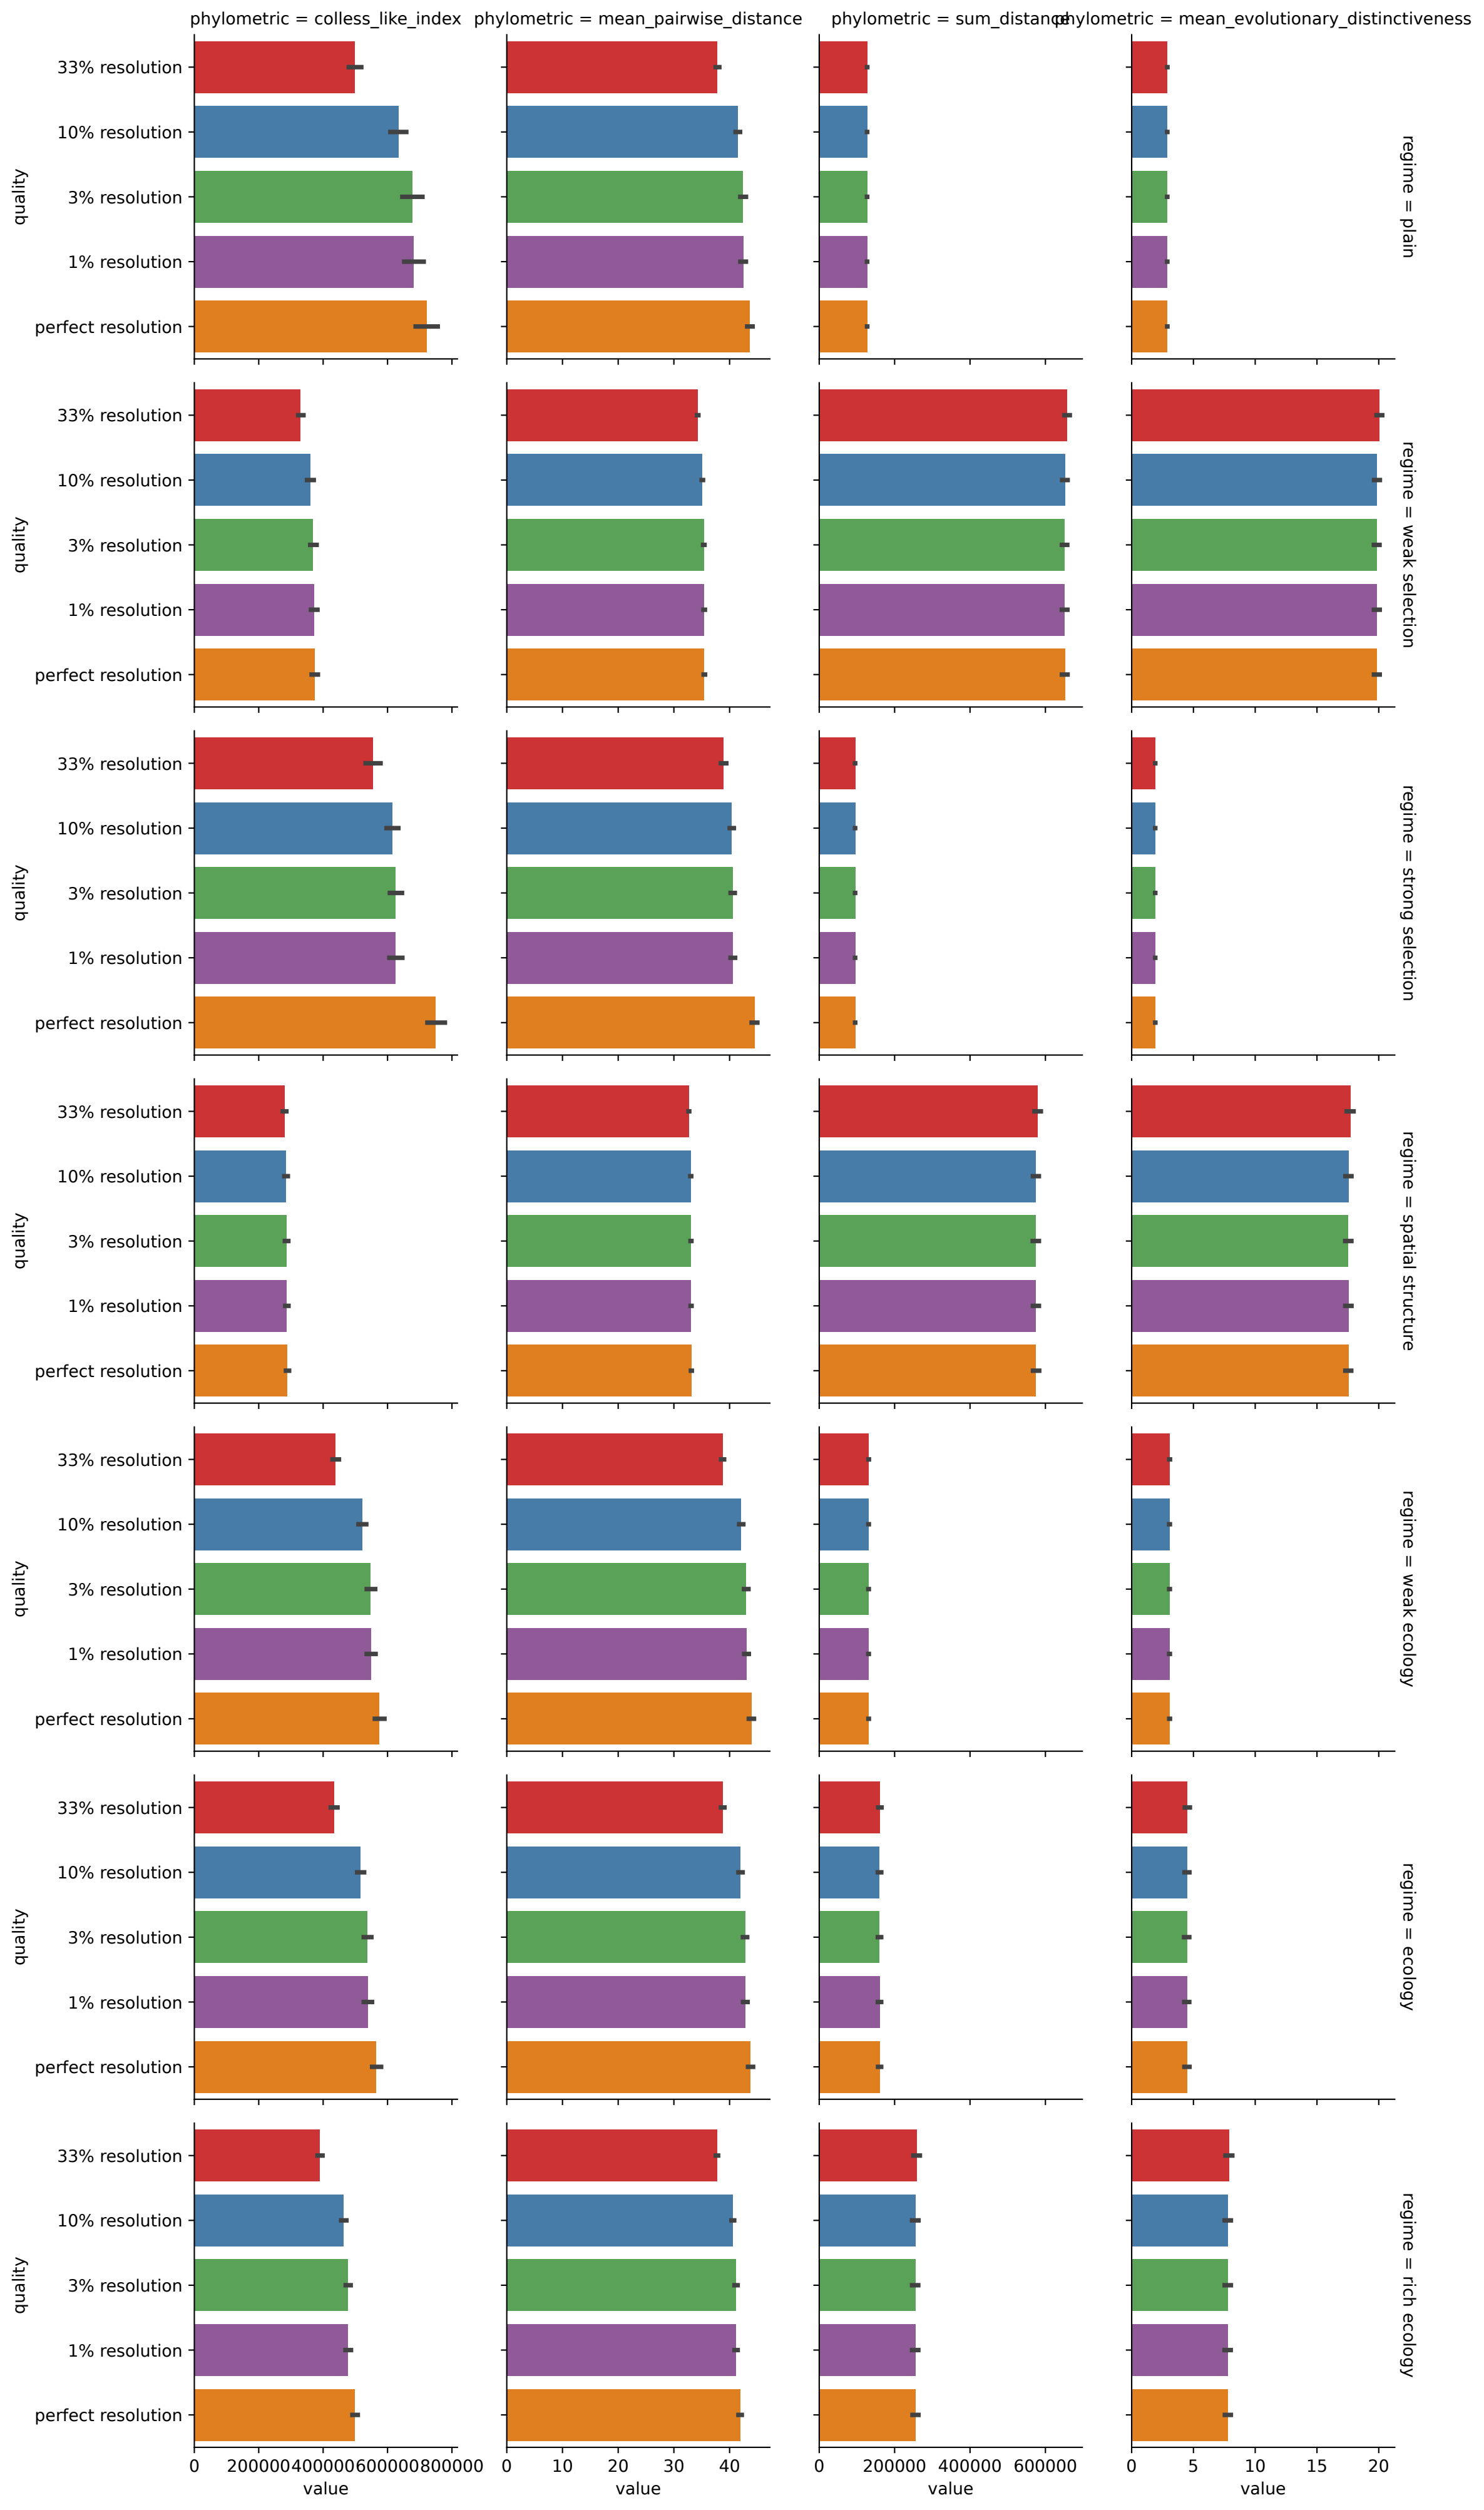 phylometric = colless_like_index
phylometric = mean_pairwise_distance
phylometric = sum_distance
phylometric = mean_evolutionary_distinctiveness
33% resolution
10% resolution
3% resolution
1% resolution
perfect resolution
quality
regime = plain
33% resolution
10% resolution
3% resolution
1% resolution
perfect resolution
quality
regime = weak selection
33% resolution
10% resolution
3% resolution
1% resolution
perfect resolution
quality
regime = strong selection
33% resolution
10% resolution
3% resolution
1% resolution
perfect resolution
quality
regime = spatial structure
33% resolution
10% resolution
3% resolution
1% resolution
perfect resolution
quality
regime = weak ecology
33% resolution
10% resolution
3% resolution
1% resolution
perfect resolution
quality
regime = ecology
33% resolution
10% resolution
3% resolution
1% resolution
perfect resolution
quality
regime = rich ecology
0 200000 400000 600000 800000
0 10 20 30 40
0 200000 400000 600000
0 5 10 15 20
value
value
value
value